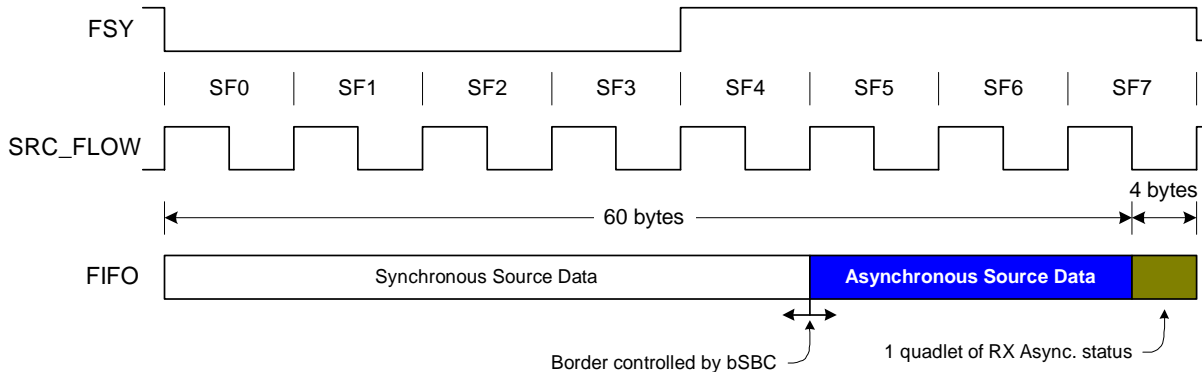 FSY
SF0 SF1 SF2 SF3 SF4 SF5 SF6 SF7
SRC_FLOW
4 bytes
60 bytes
FIFO
Synchronous Source Data
Asynchronous Source Data
Border controlled by bSBC
1 quadlet of RX Async. status